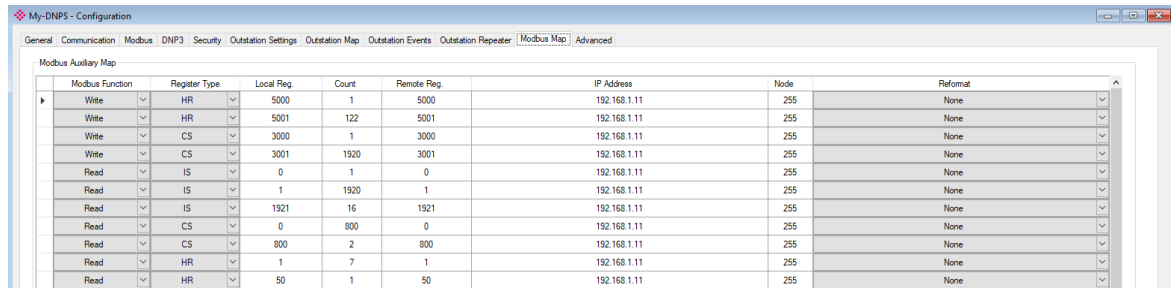 My-DNPS - Configuration
General Communication Modbus DNP3 Security Outstation Settings Outstation Map Outstation Events Outstation Repeater Modbus Map Advanced
Modbus Auxiliary Map
Modbus Function Register Type Local Reg. Count Remote Reg. IP Address Node Reformat
Write HR 5000 1 5000 192.168.1.11 255 None
Write HR 5001 122 5001 192.168.1.11 255 None
Write CS 3000 1 3000 192.168.1.11 255 None
Write CS 3001 1920 3001 192.168.1.11 255 None
Read IS 0 1 0 192.168.1.11 255 None
Read IS 1 1920 1 192.168.1.11 255 None
Read IS 1921 16 1921 192.168.1.11 255 None
Read CS 0 800 0 192.168.1.11 255 None
Read CS 800 2 800 192.168.1.11 255 None
Read HR 1 7 1 192.168.1.11 255 None
Read HR 50 1 50 192.168.1.11 255 None